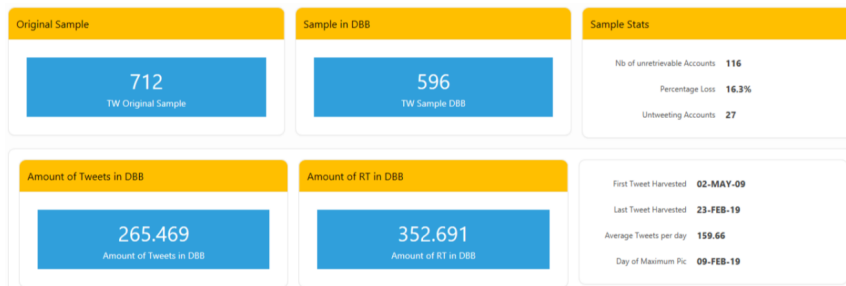 Original Sample
Sample in DBB
Sample Stats
712
TW Original Sample
596
TW Sample DBB
Nb of unretrievable Accounts 116
Percentage Loss 16.3%
Untweeting Accounts 27
Amount of Tweets in DBB
Amount of RT in DBB
265.469
Amount of Tweets in DBB
352.691
Amount of RT in DBB
First Tweet Harvested 02-MAY-09
Last Tweet Harvested 23-FEB-19
Average Tweets per day 159.66
Day of Maximum Pic 09-FEB-19